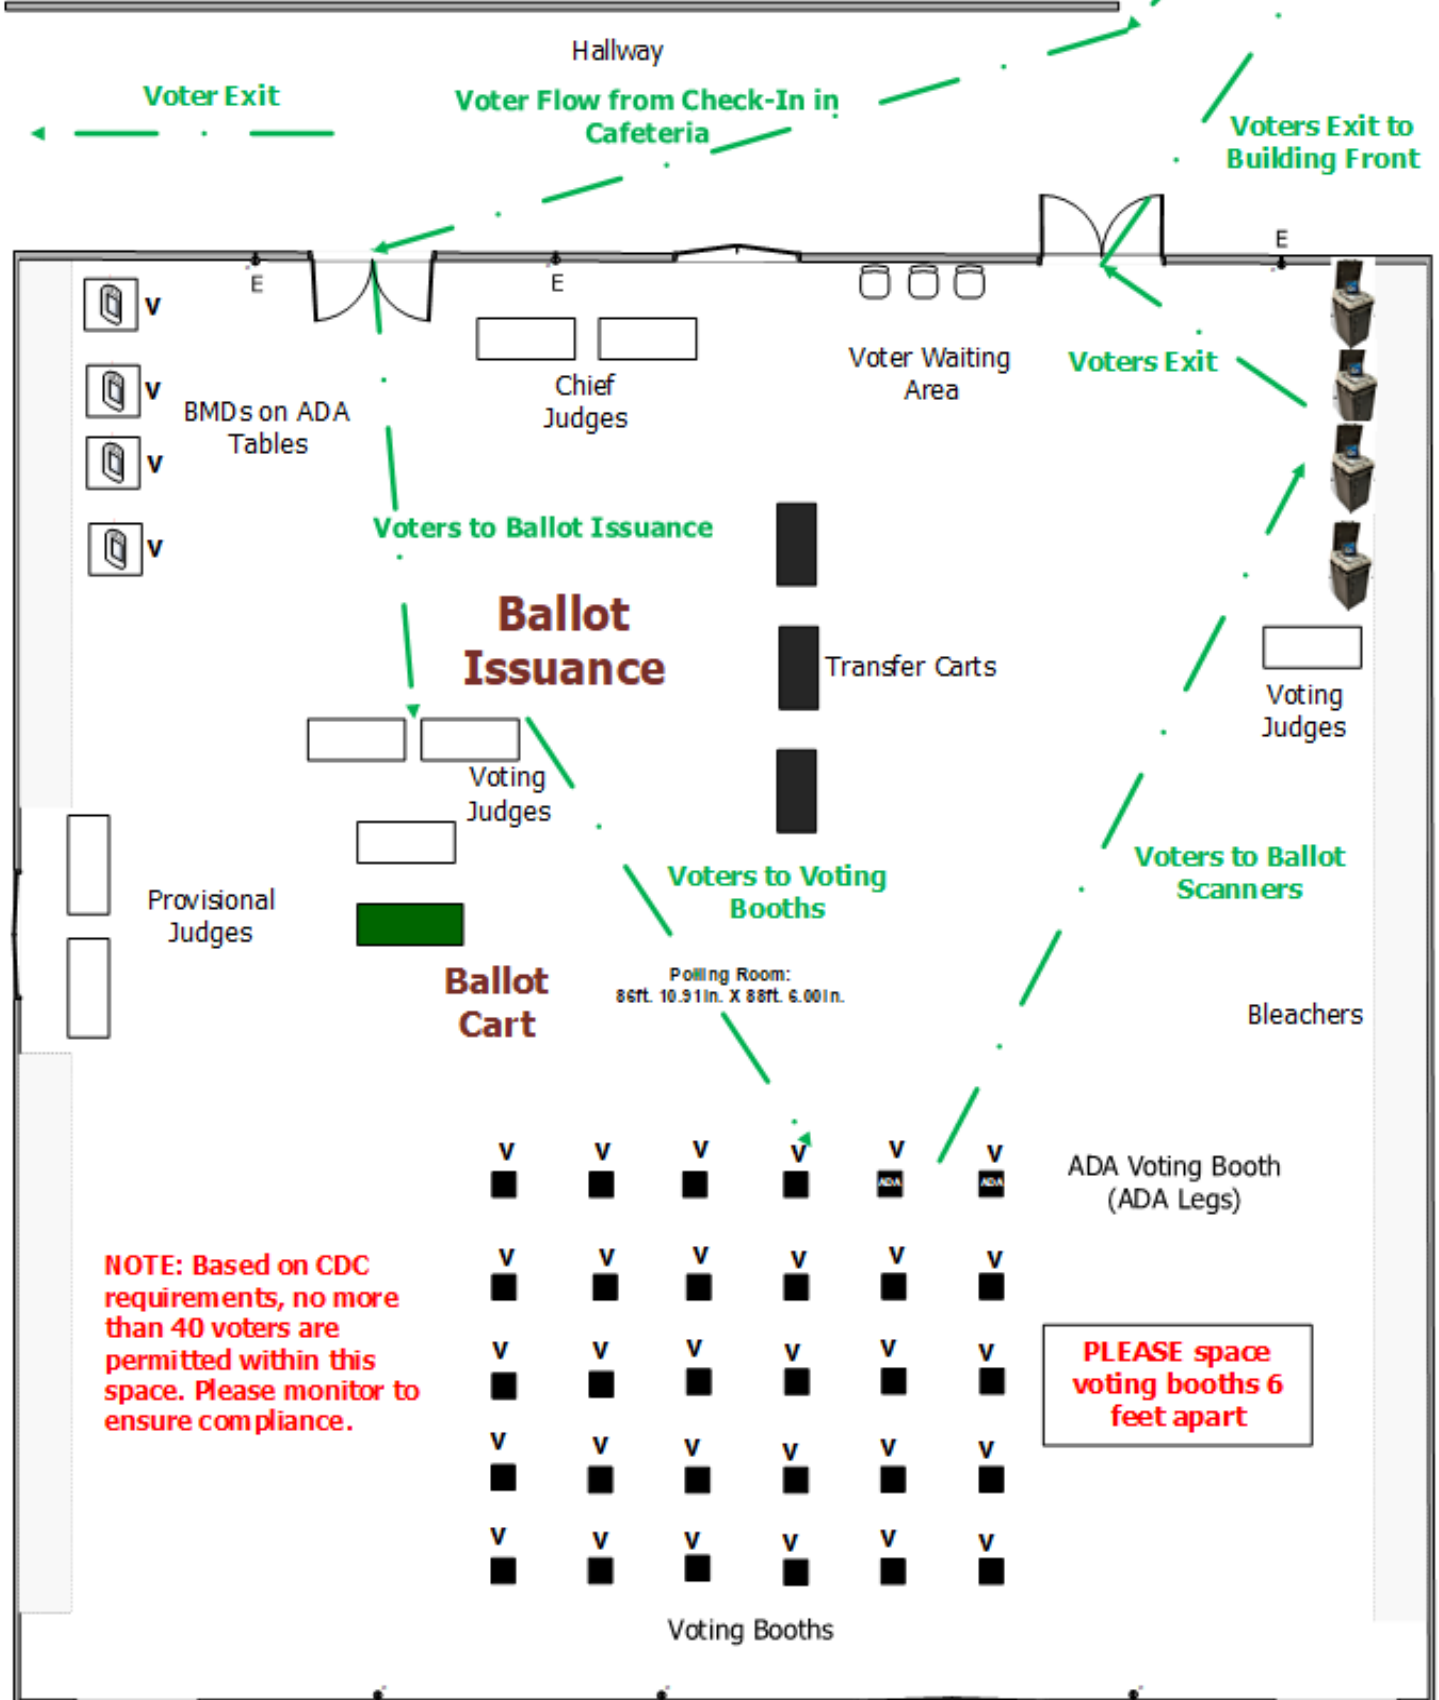 Hallway
Voter Exit
Voter Flow from Check-In in
Cafeteria
Voters Exit to
Building Front
E
E
E
V
V
V
V
BMDs on ADA
Tables
Chief
Judges
Voter Waiting
Area
Voters Exit
Voters to Ballot Issuance
Ballot
Issuance
Transfer Carts
Voting
Judges
Voting
Judges
Provisional
Judges
Voters to Voting
Booths
Voters to Ballot
Scanners
Ballot
Cart
Polling Room:
86ft. 10.91in. X 88ft. 6.00in.
Bleachers
V V V V V V
ADA ADA
ADA Voting Booth
(ADA Legs)
V V V V V V
NOTE: Based on CDC
requirements, no more
than 40 voters are
permitted within this
space. Please monitor to
ensure compliance.
V V V V V V
PLEASE space
voting booths 6
feet apart
V V V V V V
V V V V V V
Voting Booths